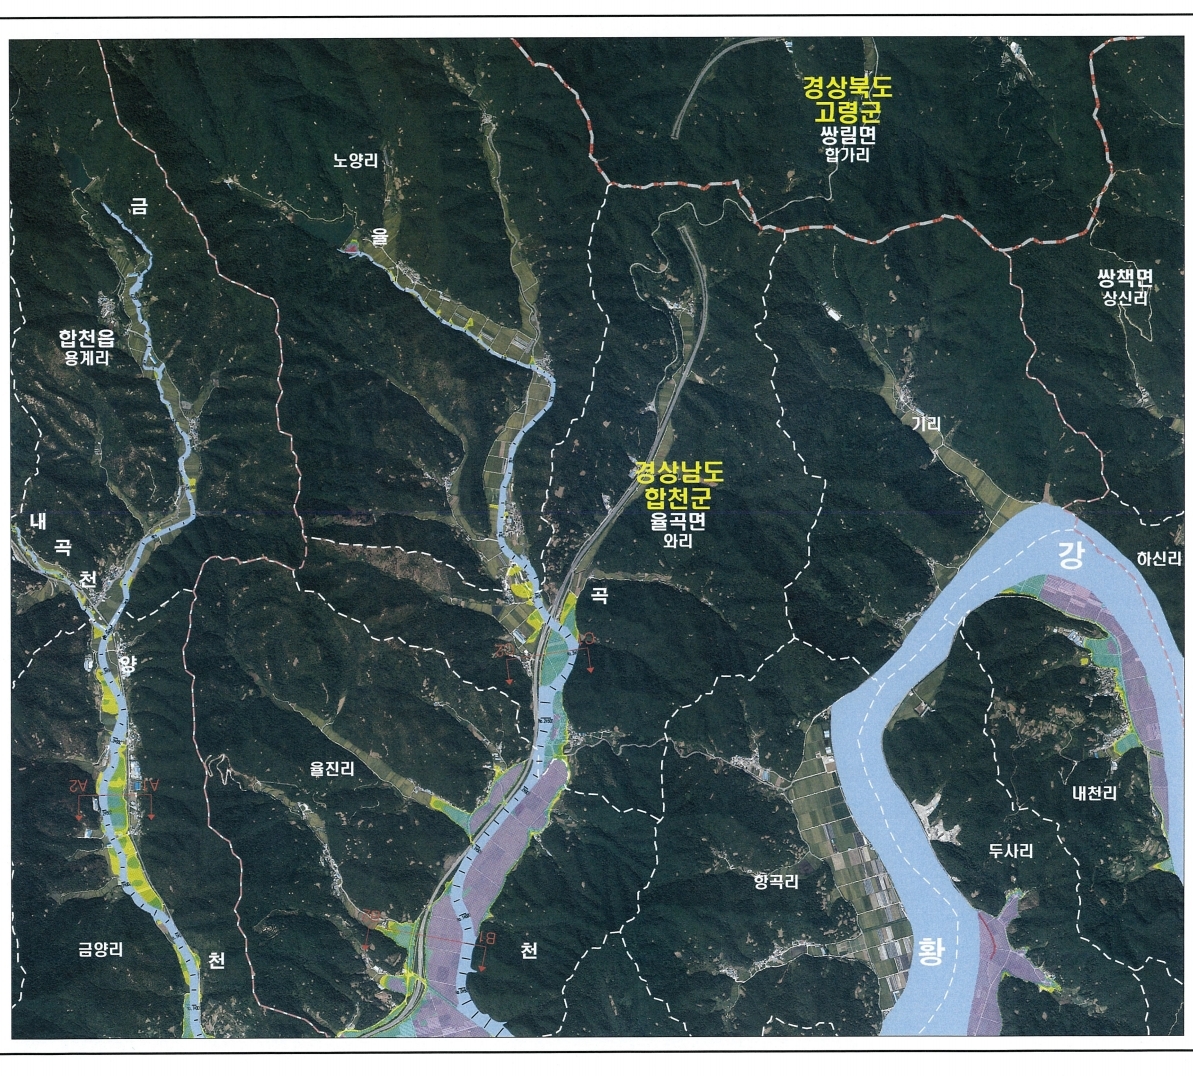 경상북도
고령군
쌍림면
합가리
노양리
금
율
쌍책면
상신리
합천읍
용계리
기리
경상남도
합천군
율곡면
와리
내
곡
천
강
하신리
곡
양
율진리
A2
A1
내천리
두사리
항곡리
황
금양리
천
B1
천